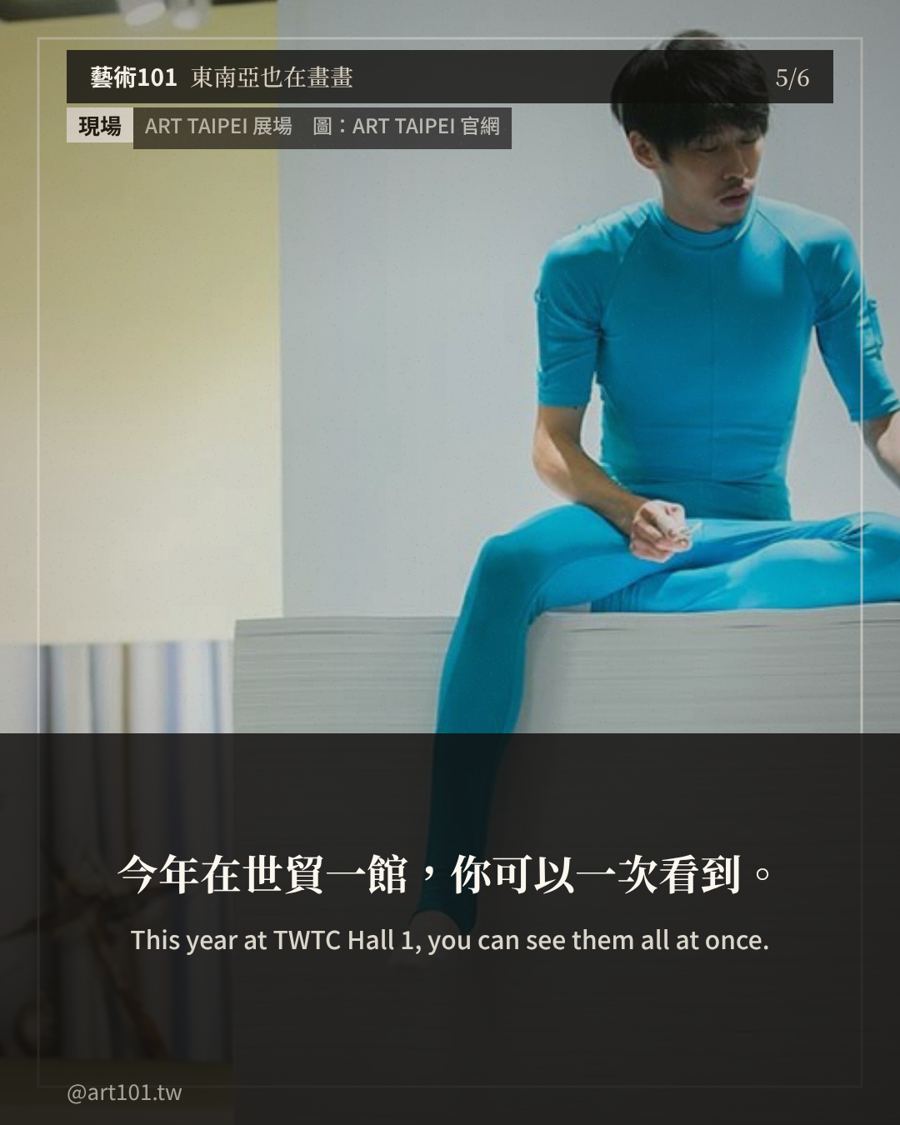 藝術101 東南亞也在畫畫 5/6
現場 ART TAIPEI 展場 圖：ART TAIPEI 官網
今年在世貿一館，你可以一次看到。
This year at TWTC Hall 1, you can see them all at once.
@art101.tw